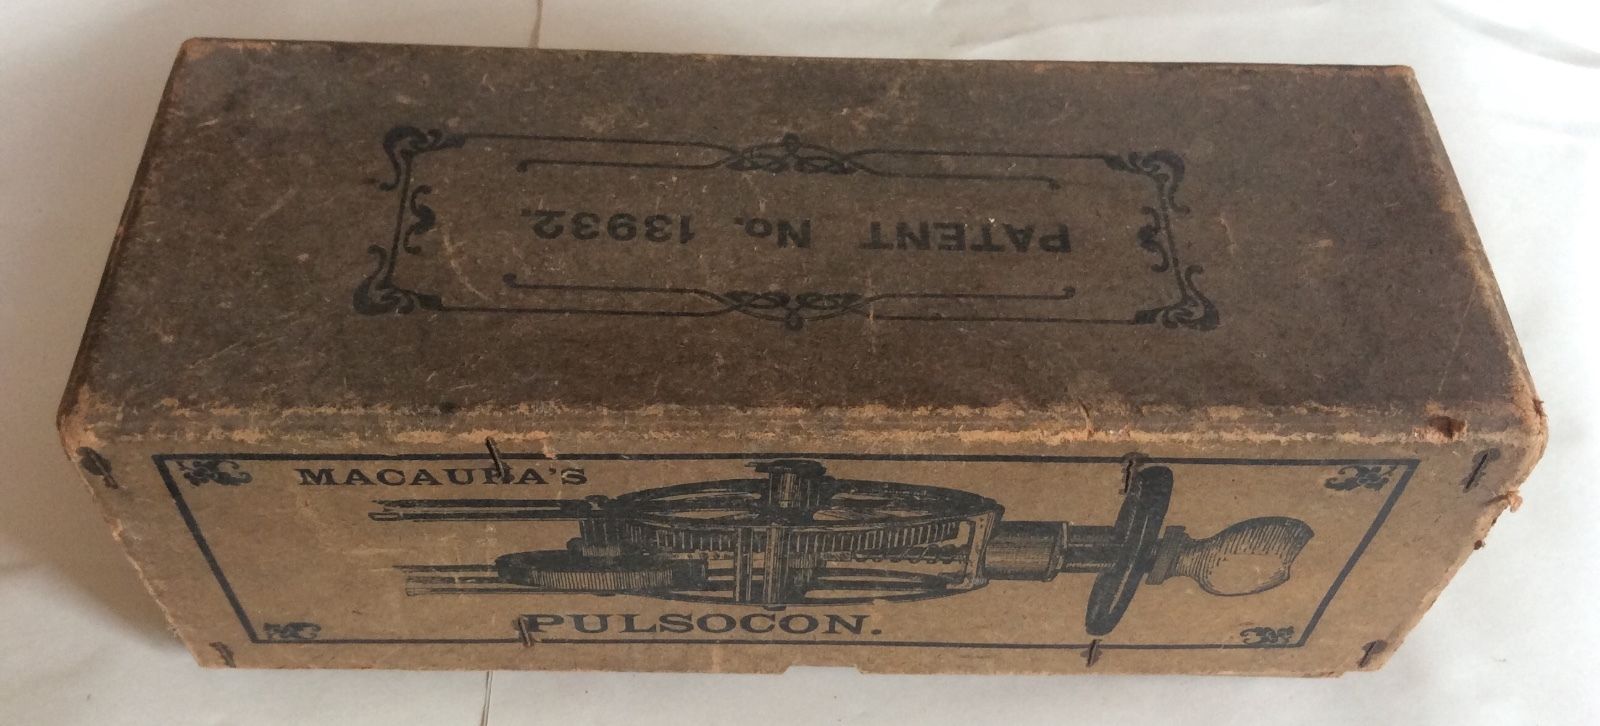 PATENT No. 13932.
MACAURA'S
PULSOCON.